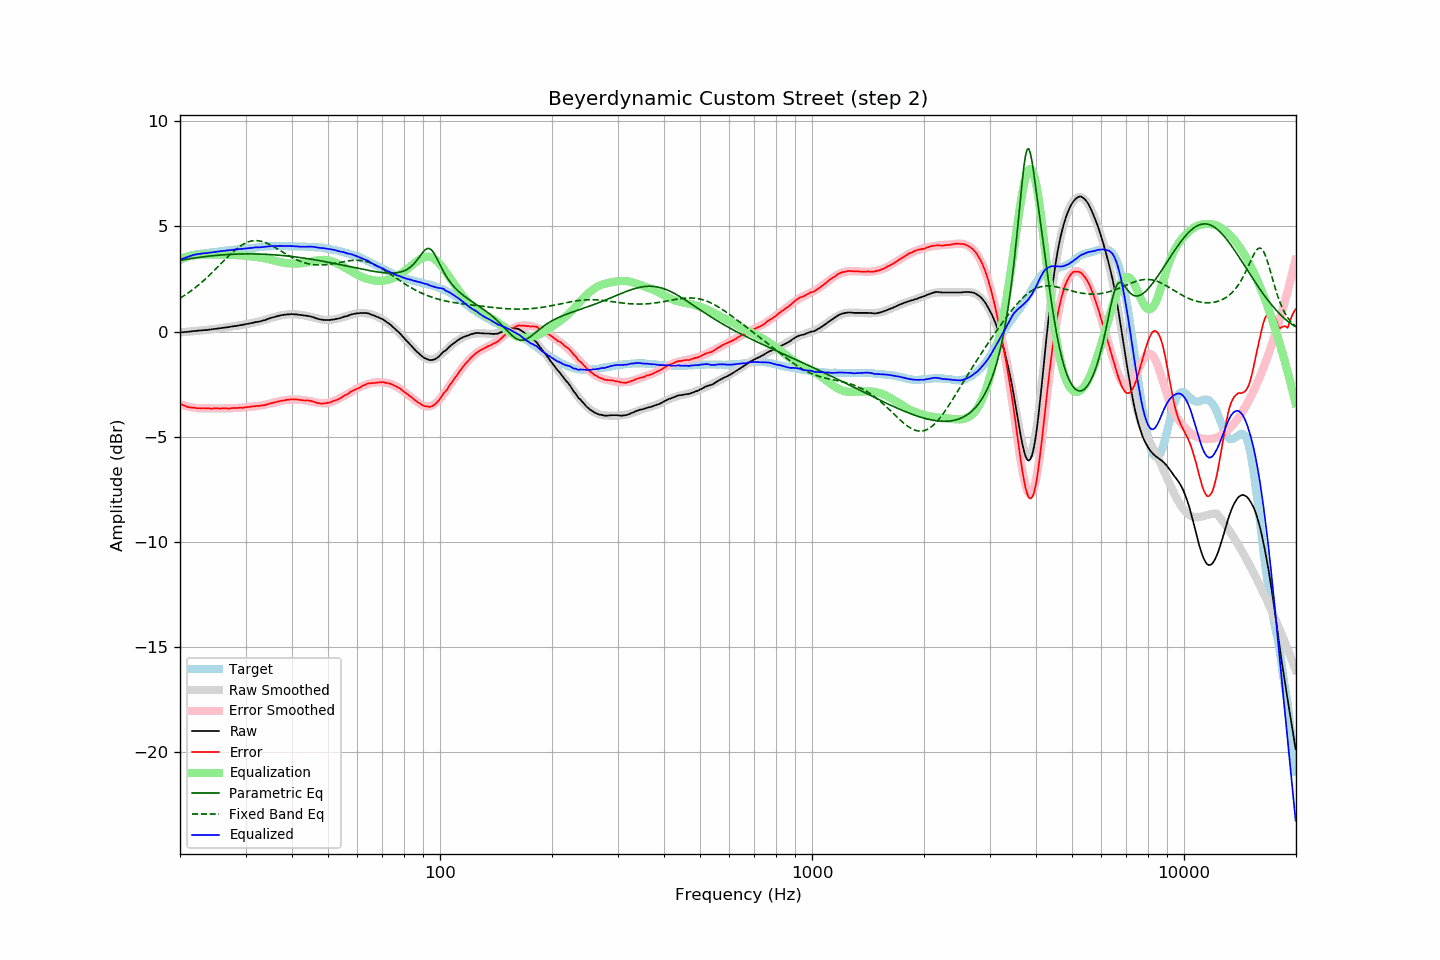 Beyerdynamic Custom Street (step 2)
10
5
0
−5
−10
−15
−20
Amplitude (dBr)
Target
Raw Smoothed
Error Smoothed
Raw
Error
Equalization
Parametric Eq
Fixed Band Eq
Equalized
100
1000
10000
Frequency (Hz)